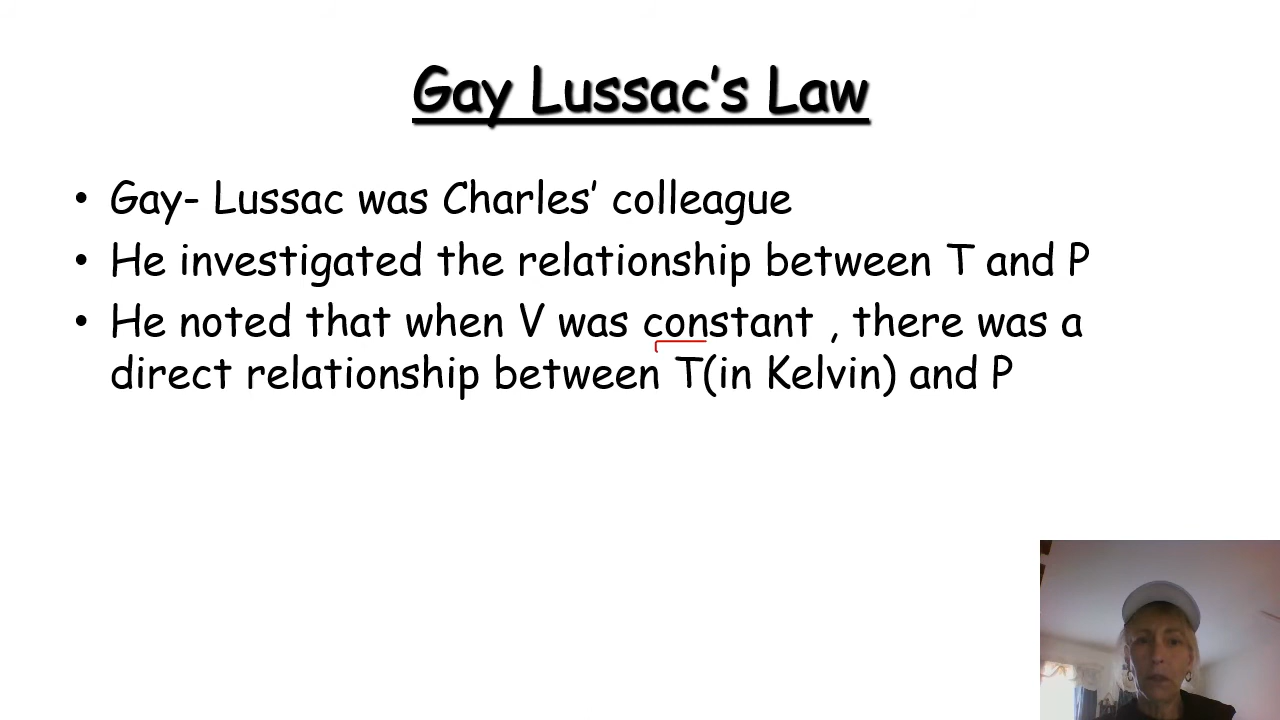 Gay Lussac’s Law
• Gay- Lussac was Charles’ colleague
• He investigated the relationship between T and P
• He noted that when V was constant , there was a
direct relationship between T(in Kelvin) and P